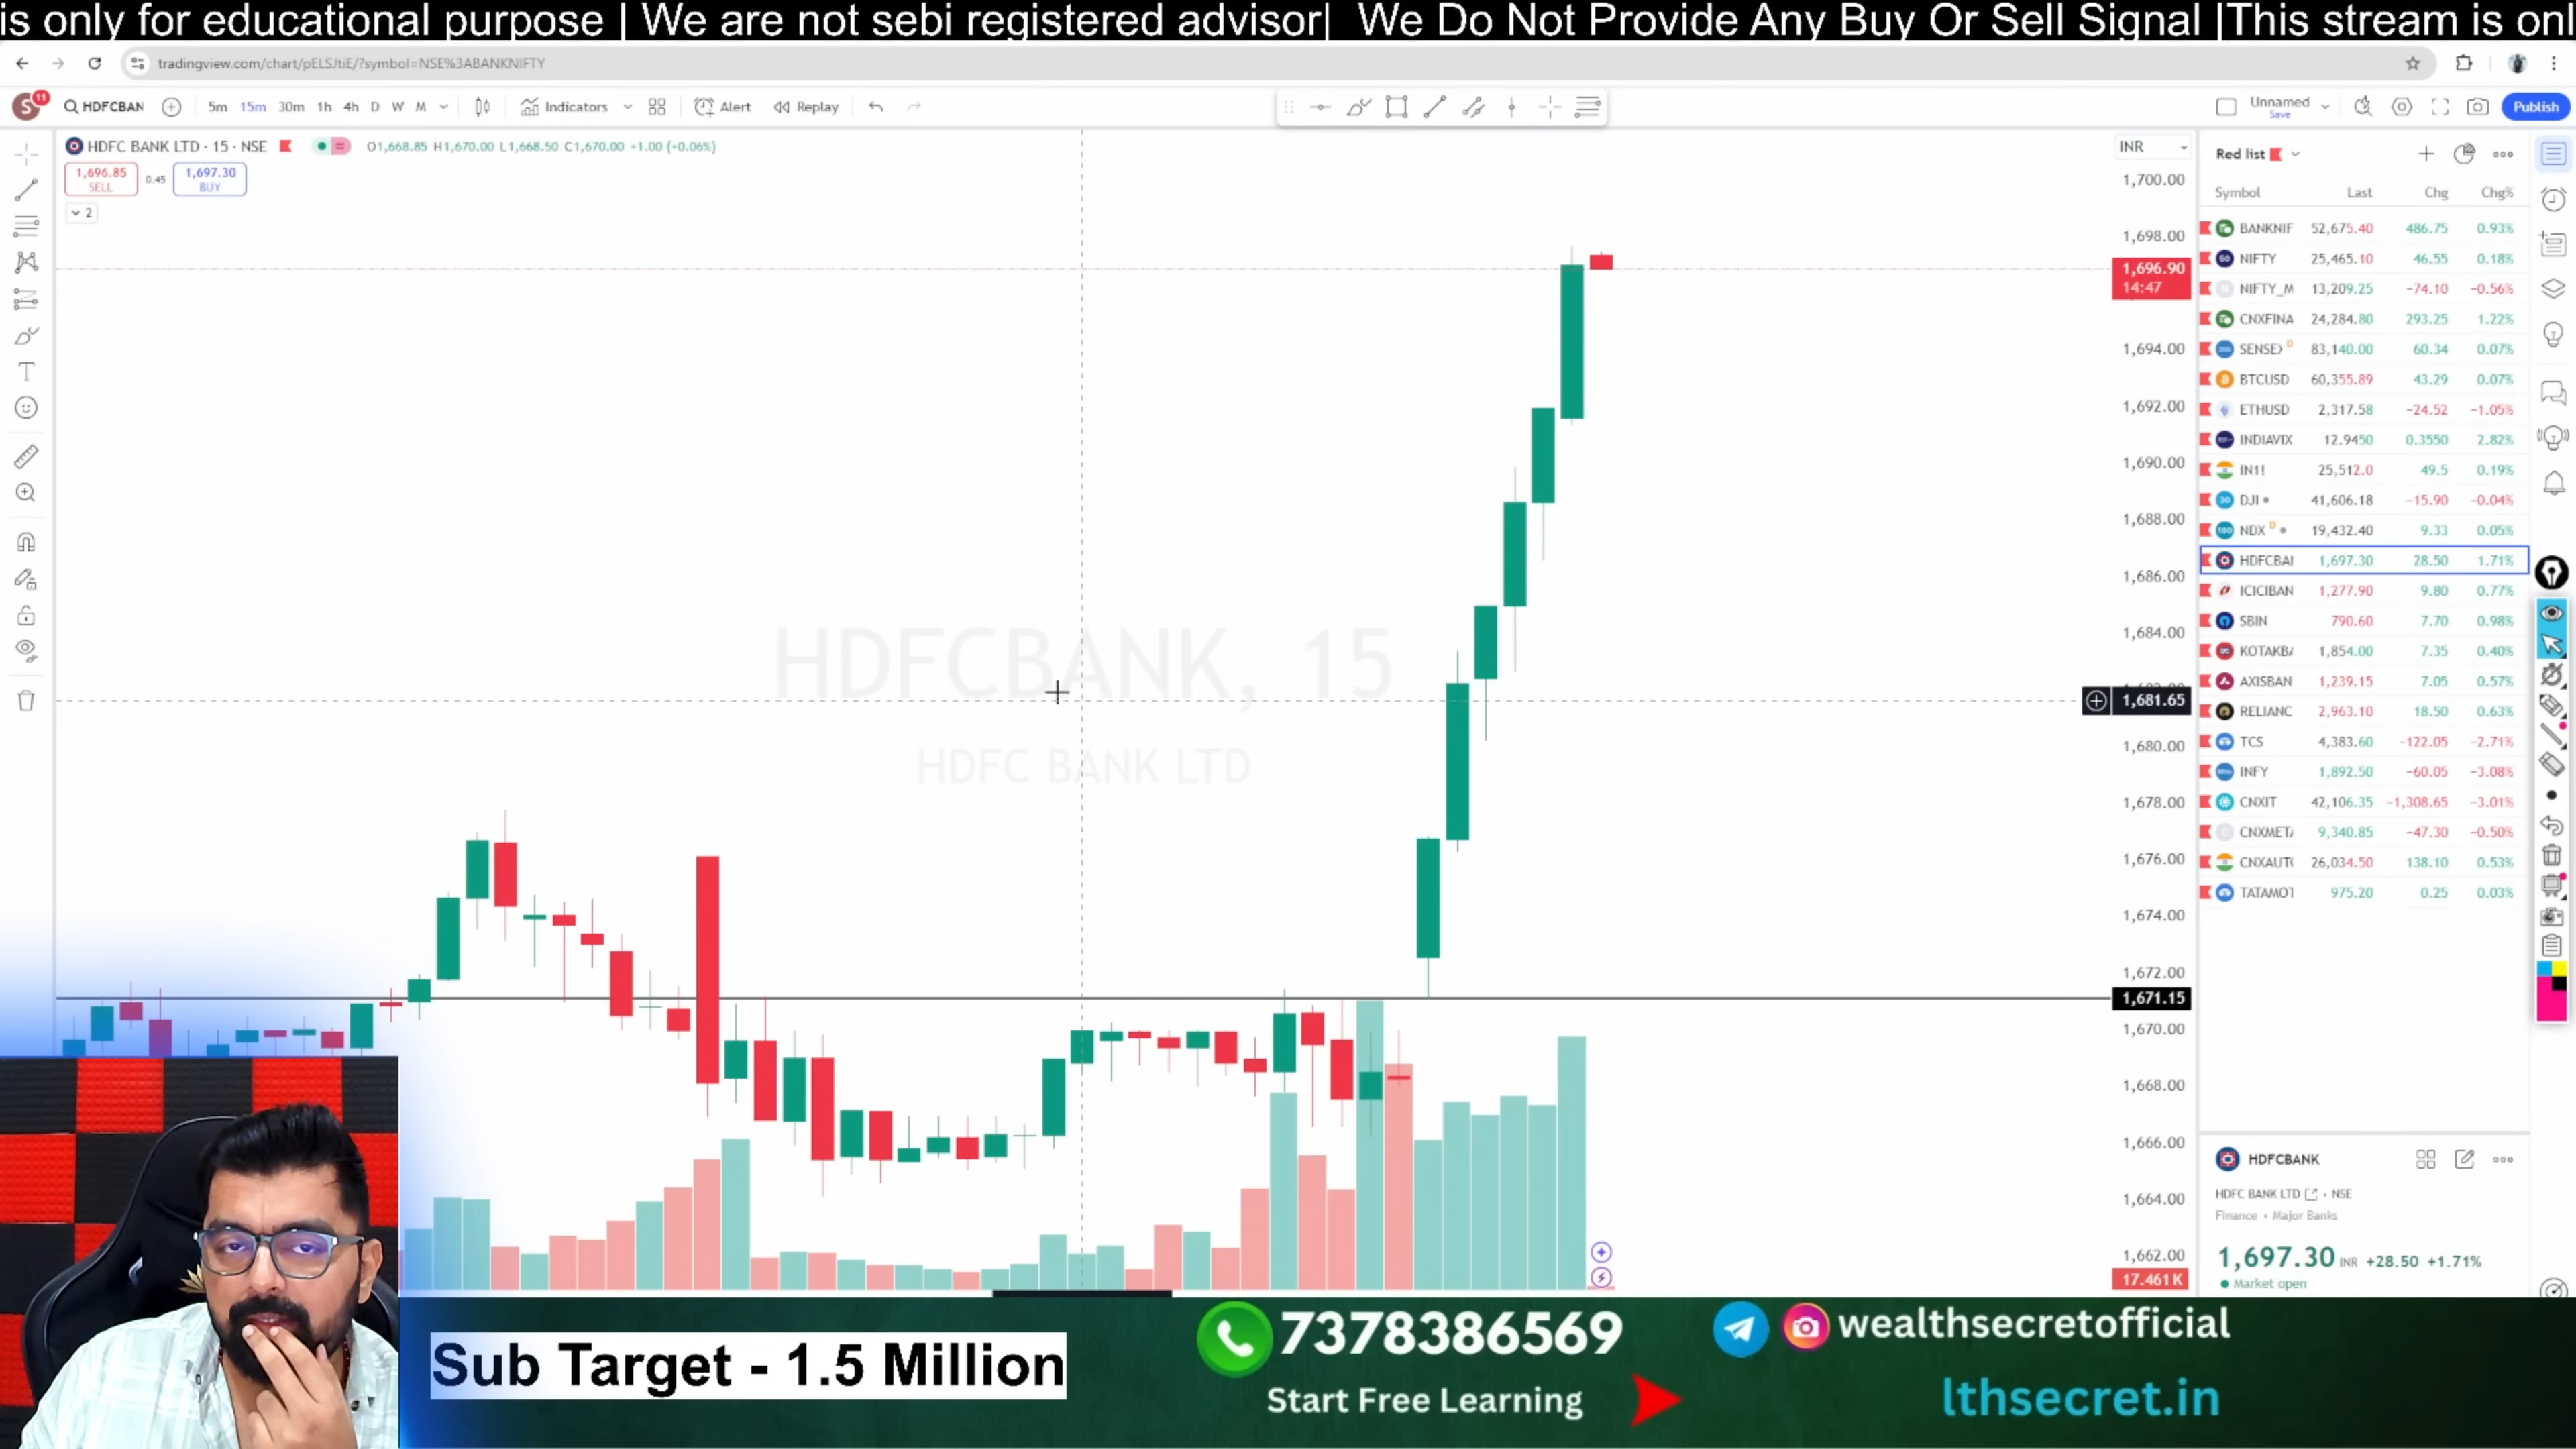 is only for educational purpose | We are not sebi registered advisor| We Do Not Provide Any Buy Or Sell Signal |This stream is onl
tradingview.com/chart/pELSJtiE/?symbol=NSE%3ABANKNIFTY
S 11 HDFCBAN 5m 15m 30m 1h 4h D W M Indicators Alert Replay Unnamed Save Publish
HDFC BANK LTD · 15 · NSE O1,668.85 H1,670.00 L1,668.50 C1,670.00 +1.00 (+0.06%)
1,696.85 SELL 0.45 1,697.30 BUY
2
HDFCBANK, 15
HDFC BANK LTD
INR
1,700.00
1,698.00
1,696.90
14:47
1,694.00
1,692.00
1,690.00
1,688.00
1,686.00
1,684.00
1,681.65
1,680.00
1,678.00
1,676.00
1,674.00
1,672.00
1,671.15
1,670.00
1,668.00
1,666.00
1,664.00
1,662.00
17.461 K
Red list
Symbol Last Chg Chg%
BANKNIF 52,675.40 486.75 0.93%
NIFTY 25,465.10 46.55 0.18%
NIFTY_M 13,209.25 −74.10 −0.56%
CNXFINA 24,284.80 293.25 1.22%
SENSE D 83,140.00 60.34 0.07%
BTCUSD 60,355.89 43.29 0.07%
ETHUSD 2,317.58 −24.52 −1.05%
INDIAVIX 12.9450 0.3550 2.82%
IN1! 25,512.0 49.5 0.19%
DJI 41,606.18 −15.90 −0.04%
NDX D 19,432.40 9.33 0.05%
HDFCBAI 1,697.30 28.50 1.71%
ICICIBAN 1,277.90 9.80 0.77%
SBIN 790.60 7.70 0.98%
KOTAKB 1,854.00 7.35 0.40%
AXISBAN 1,239.15 7.05 0.57%
RELIANC 2,963.10 18.50 0.63%
TCS 4,383.60 −122.05 −2.71%
INFY 1,892.50 −60.05 −3.08%
CNXIT 42,106.35 −1,308.65 −3.01%
CNXMET 9,340.85 −47.30 −0.50%
CNXAUT 26,034.50 138.10 0.53%
TATAMOT 975.20 0.25 0.03%
HDFCBANK
HDFC BANK LTD • NSE
Finance • Major Banks
1,697.30 INR +28.50 +1.71%
Market open
Sub Target - 1.5 Million
7378386569
Start Free Learning
wealthsecretofficial
lthsecret.in